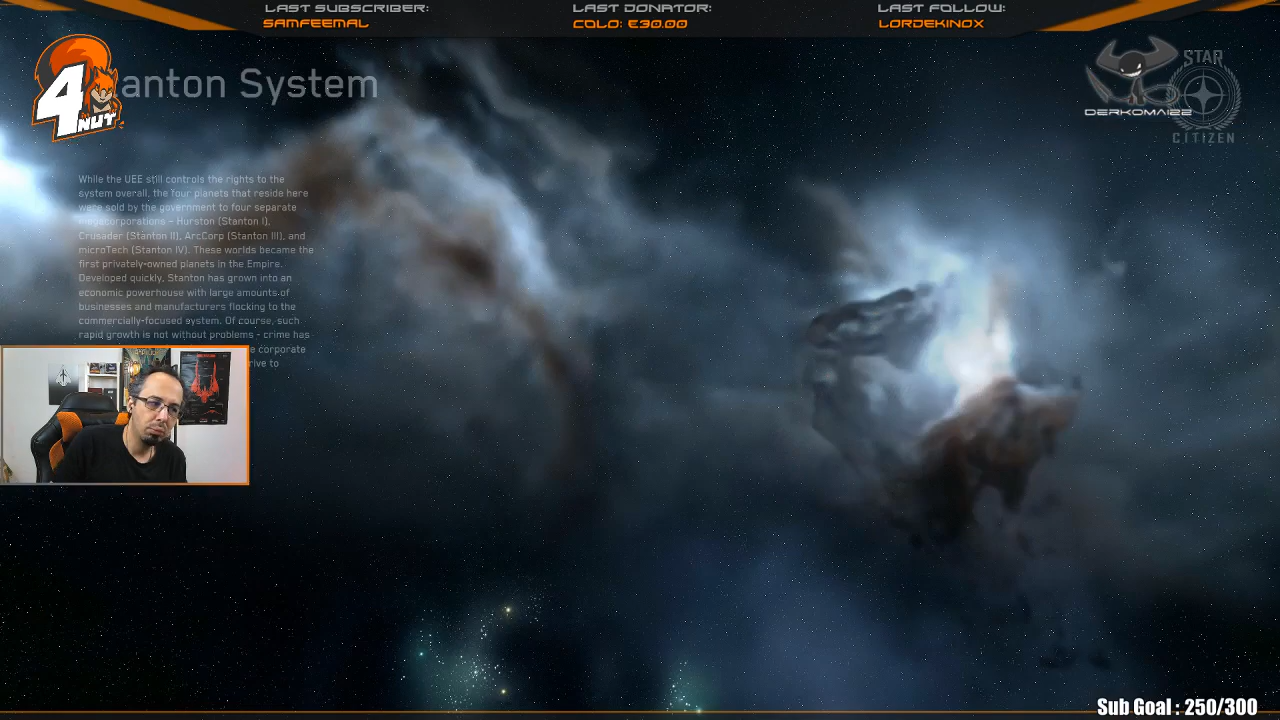 LAST SUBSCRIBER:
SAMFEEMAL
LAST DONATOR:
COLO: £30.00
LAST FOLLOW:
LORDEKINOX
4
NUT
anton System
STAR
CITIZEN
DERKOMAI22
While the UEE still controls the rights to the
system overall, the four planets that reside here
were sold by the government to four separate
megacorporations - Hurston (Stanton I),
Crusader (Stanton II), ArcCorp (Stanton III), and
microTech (Stanton IV). These worlds became the
first privately-owned planets in the Empire.
Developed quickly, Stanton has grown into an
economic powerhouse with large amounts of
businesses and manufacturers flocking to the
commercially-focused system. Of course, such
rapid growth is not without problems - crime has
e corporate
rive to
Sub Goal : 250/300